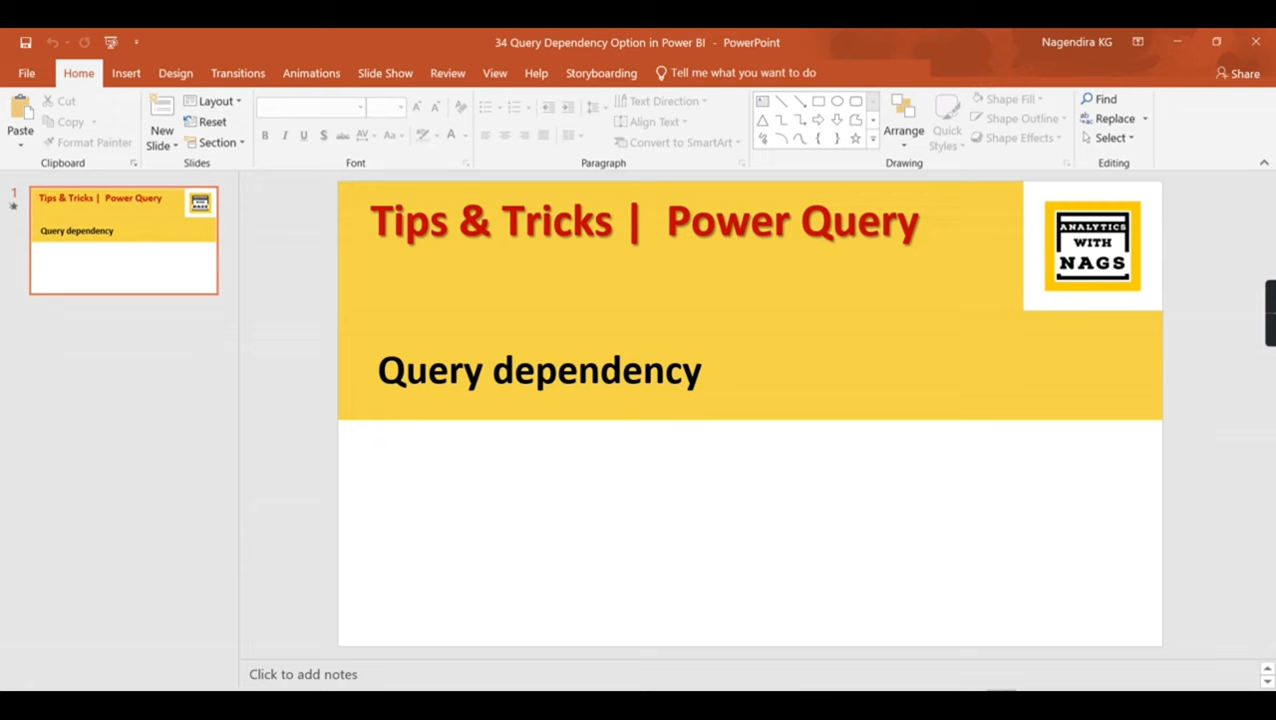 34 Query Dependency Option in Power BI - PowerPoint
Nagendira KG
File Home Insert Design Transitions Animations Slide Show Review View Help Storyboarding Tell me what you want to do
Share
Paste
Cut
Copy
Format Painter
Clipboard
New
Slide
Layout
Reset
Section
Slides
B I U S abc AV Aa A
Font
Text Direction
Align Text
Convert to SmartArt
Paragraph
Arrange
Quick
Styles
Shape Fill
Shape Outline
Shape Effects
Drawing
Find
Replace
Select
Editing
1
Tips & Tricks | Power Query
Query dependency
Tips & Tricks | Power Query
ANALYTICS
WITH
NAGS
Query dependency
Click to add notes